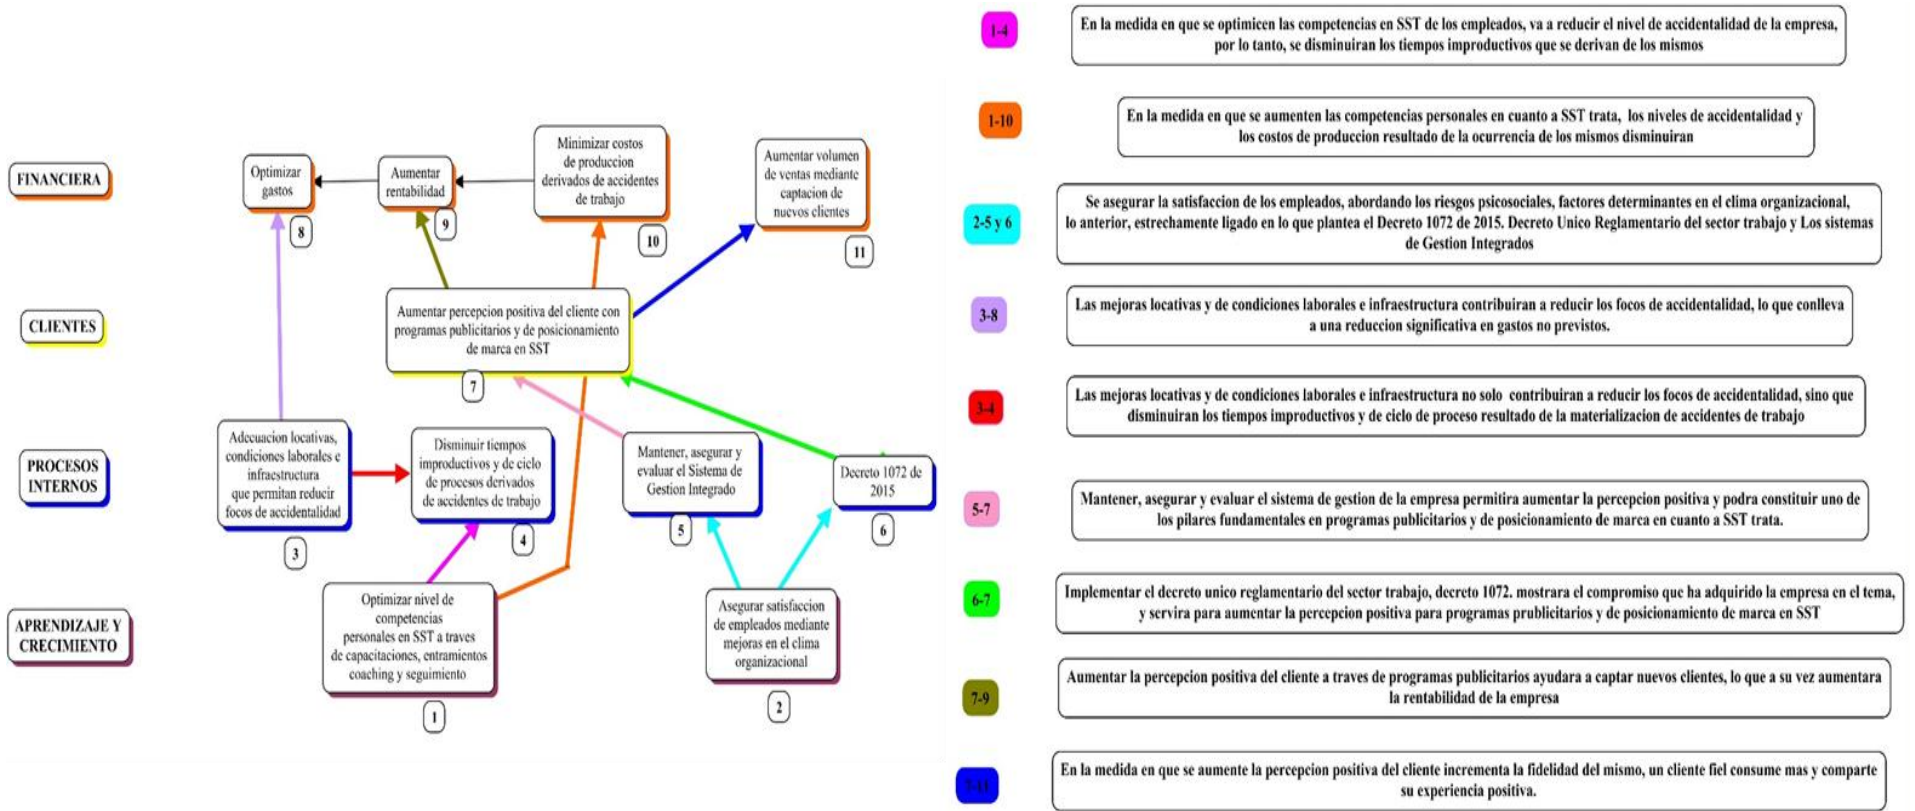 FINANCIERA
Optimizar
gastos
8
Aumentar
rentabilidad
9
Minimizar costos
de produccion
derivados de accidentes
de trabajo
10
Aumentar volumen
de ventas mediante
captacion de
nuevos clientes
11
CLIENTES
Aumentar percepcion positiva del cliente con
programas publicitarios y de posicionamiento
de marca en SST
7
PROCESOS
INTERNOS
Adecuacion locativas,
condiciones laborales e
infraestructura
que permitan reducir
focos de accidentalidad
3
Disminuir tiempos
improductivos y de ciclo
de procesos derivados
de accidentes de trabajo
4
Mantener, asegurar y
evaluar el Sistema de
Gestion Integrado
5
Decreto 1072 de
2015
6
APRENDIZAJE Y
CRECIMIENTO
Optimizar nivel de
competencias
personales en SST a traves
de capacitaciones, entramientos
coaching y seguimiento
1
Asegurar satisfaccion
de empleados mediante
mejoras en el clima
organizacional
2
1-4
En la medida en que se optimicen las competencias en SST de los empleados, va a reducir el nivel de accidentalidad de la empresa,
por lo tanto, se disminuiran los tiempos improductivos que se derivan de los mismos
1-10
En la medida en que se aumenten las competencias personales en cuanto a SST trata, los niveles de accidentalidad y
los costos de produccion resultado de la ocurrencia de los mismos disminuiran
2-5 y 6
Se asegurar la satisfaccion de los empleados, abordando los riesgos psicosociales, factores determinantes en el clima organizacional,
lo anterior, estrechamente ligado en lo que plantea el Decreto 1072 de 2015. Decreto Unico Reglamentario del sector trabajo y Los sistemas
de Gestion Integrados
3-8
Las mejoras locativas y de condiciones laborales e infraestructura contribuiran a reducir los focos de accidentalidad, lo que conlleva
a una reduccion significativa en gastos no previstos.
3-4
Las mejoras locativas y de condiciones laborales e infraestructura no solo contribuiran a reducir los focos de accidentalidad, sino que
disminuiran los tiempos improductivos y de ciclo de proceso resultado de la materializacion de accidentes de trabajo
5-7
Mantener, asegurar y evaluar el sistema de gestion de la empresa permitira aumentar la percepcion positiva y podra constituir uno de
los pilares fundamentales en programas publicitarios y de posicionamiento de marca en cuanto a SST trata.
6-7
Implementar el decreto unico reglamentario del sector trabajo, decreto 1072. mostrara el compromiso que ha adquirido la empresa en el tema,
y servira para aumentar la percepcion positiva para programas prublicitarios y de posicionamiento de marca en SST
7-9
Aumentar la percepcion positiva del cliente a traves de programas publicitarios ayudara a captar nuevos clientes, lo que a su vez aumentara
la rentabilidad de la empresa
7-11
En la medida en que se aumente la percepcion positiva del cliente incrementa la fidelidad del mismo, un cliente fiel consume mas y comparte
su experiencia positiva.